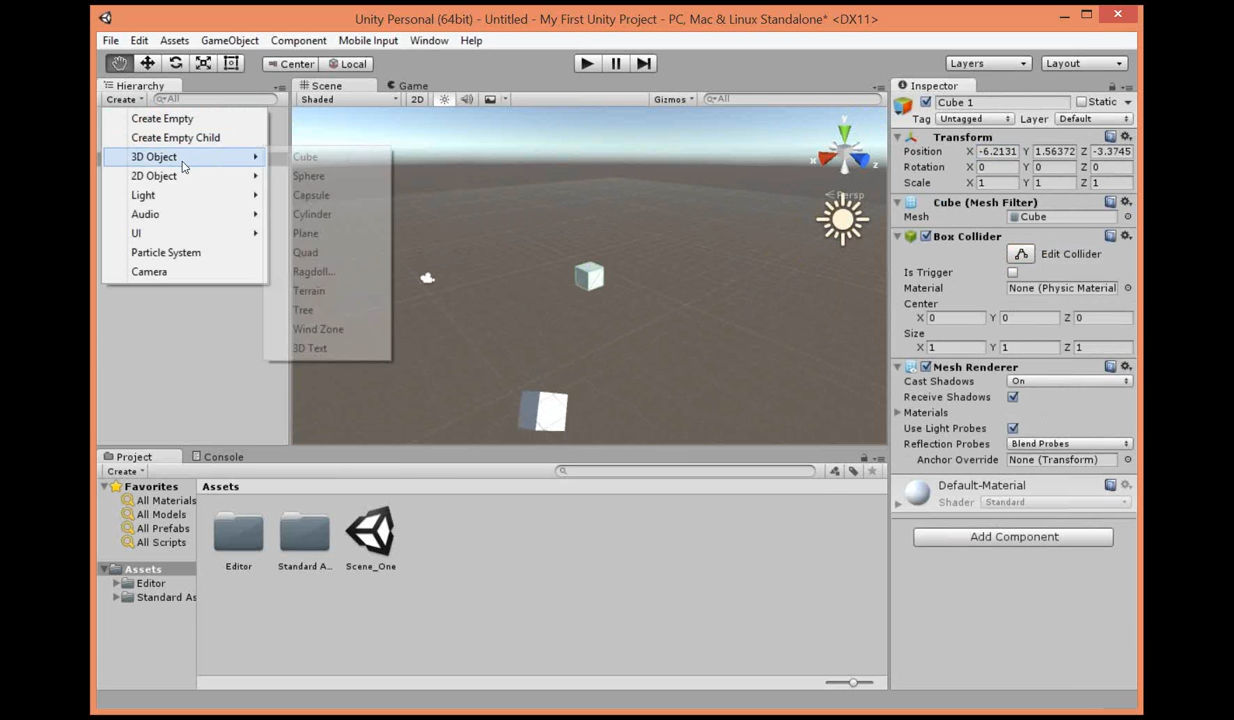 Unity Personal (64bit) - Untitled - My First Unity Project - PC, Mac & Linux Standalone* <DX11>
File Edit Assets GameObject Component Mobile Input Window Help
Center Local Layers Layout
Hierarchy
Create All
Create Empty
Create Empty Child
3D Object
2D Object
Light
Audio
UI
Particle System
Camera
Cube
Sphere
Capsule
Cylinder
Plane
Quad
Ragdoll...
Terrain
Tree
Wind Zone
3D Text
Scene Game
Shaded 2D Gizmos All
y
x
z
Persp
Inspector
Cube 1 Static
Tag Untagged Layer Default
Transform
Position X -6.2131 Y 1.56372 Z -3.3745
Rotation X 0 Y 0 Z 0
Scale X 1 Y 1 Z 1
Cube (Mesh Filter)
Mesh Cube
Box Collider
Edit Collider
Is Trigger
Material None (Physic Material
Center
X 0 Y 0 Z 0
Size
X 1 Y 1 Z 1
Mesh Renderer
Cast Shadows On
Receive Shadows
Materials
Use Light Probes
Reflection Probes Blend Probes
Anchor Override None (Transform)
Default-Material
Shader Standard
Add Component
Project Console
Create
Favorites
All Materials
All Models
All Prefabs
All Scripts
Assets
Editor
Standard As
Assets
Editor Standard A... Scene_One